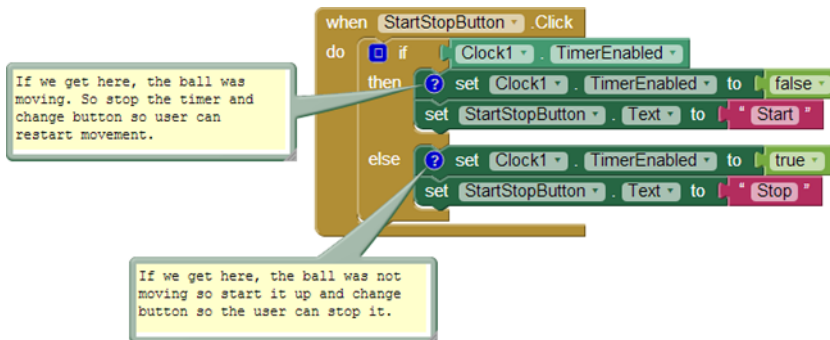 when StartStopButton .Click
do if Clock1 . TimerEnabled
If we get here, the ball was
moving. So stop the timer and
change button so user can
restart movement.
then ? set Clock1 . TimerEnabled to false
set StartStopButton . Text to " Start "
else ? set Clock1 . TimerEnabled to true
set StartStopButton . Text to " Stop "
If we get here, the ball was not
moving so start it up and change
button so the user can stop it.